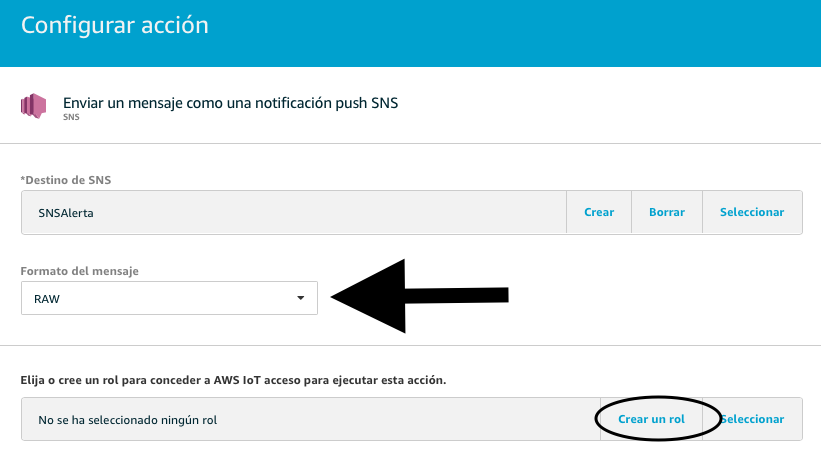 Configurar acción
Enviar un mensaje como una notificación push SNS
SNS
*Destino de SNS
SNSAlerta Crear Borrar Seleccionar
Formato del mensaje
RAW
Elija o cree un rol para conceder a AWS IoT acceso para ejecutar esta acción.
No se ha seleccionado ningún rol Crear un rol Seleccionar